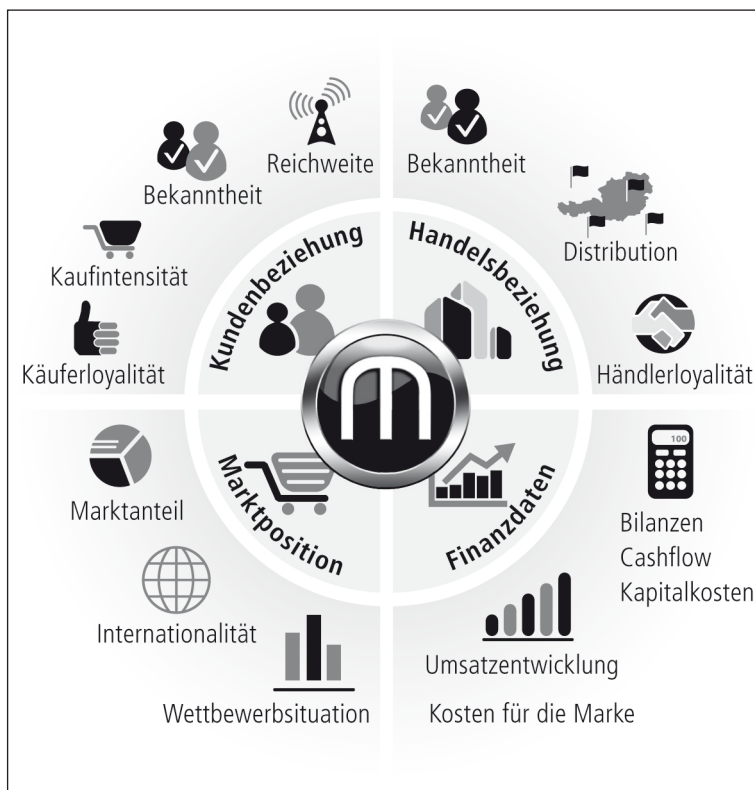 Reichweite
Bekanntheit
Kaufintensität
Käuferloyalität
Kundenbeziehung
Bekanntheit
Distribution
Händlerloyalität
Handelsbeziehung
m
Marktanteil
Internationalität
Wettbewerbsituation
Marktposition
Finanzdaten
100
Bilanzen
Cashflow
Kapitalkosten
Umsatzentwicklung
Kosten für die Marke